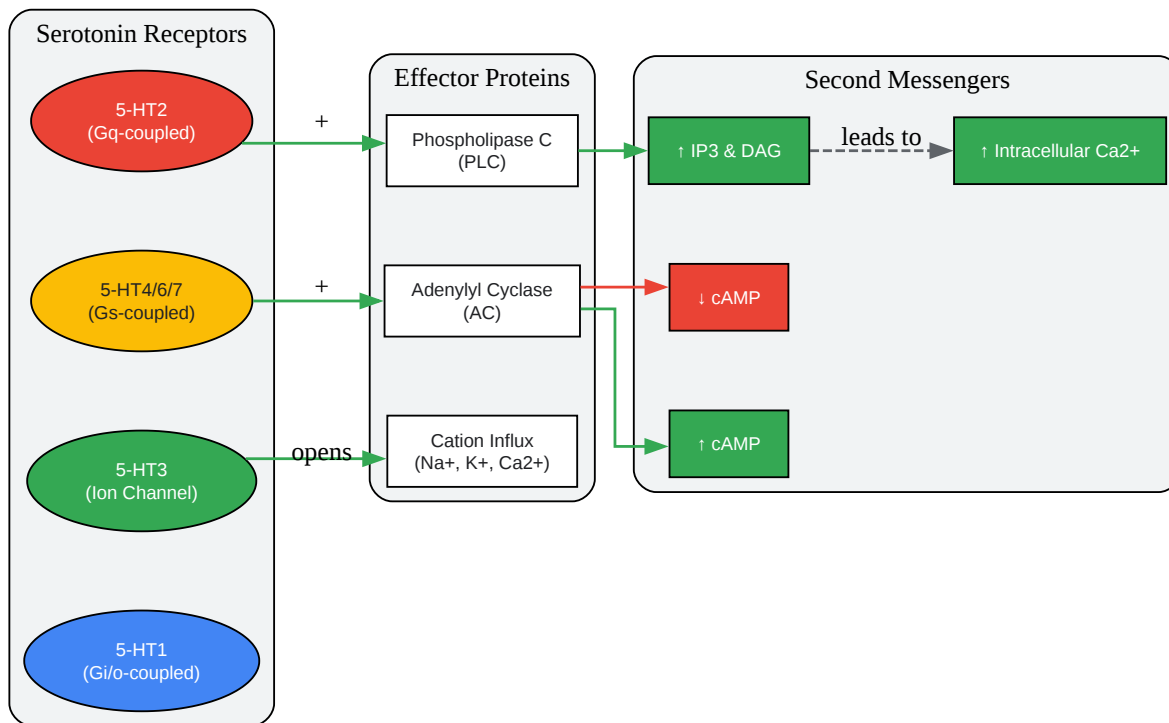 Serotonin Receptors
5-HT2
(Gq-coupled)
5-HT4/6/7
(Gs-coupled)
5-HT3
(Ion Channel)
5-HT1
(Gi/o-coupled)
+
+
opens
Effector Proteins
Phospholipase C
(PLC)
Adenylyl Cyclase
(AC)
Cation Influx
(Na+, K+, Ca2+)
Second Messengers
↑ IP3 & DAG
leads to
↑ Intracellular Ca2+
↓ cAMP
↑ cAMP